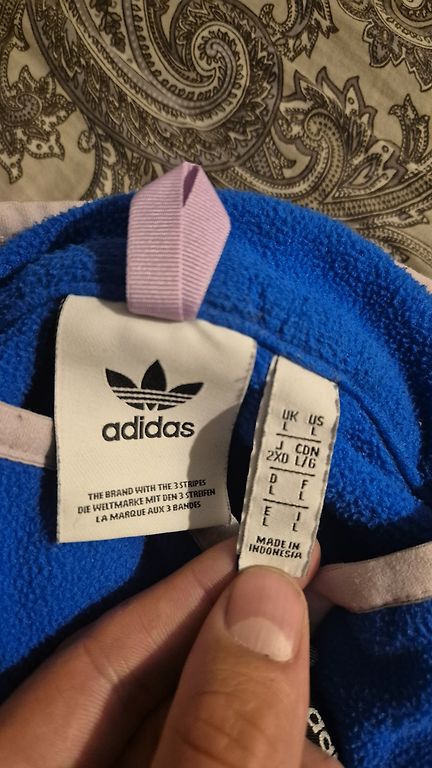 adidas
THE BRAND WITH THE 3 STRIPES
DIE WELTMARKE MIT DEN 3 STREIFEN
LA MARQUE AUX 3 BANDES
UK US
L L
J CDN
2XO L/G
D F
L L
E I
L L
MADE IN
INDONESIA